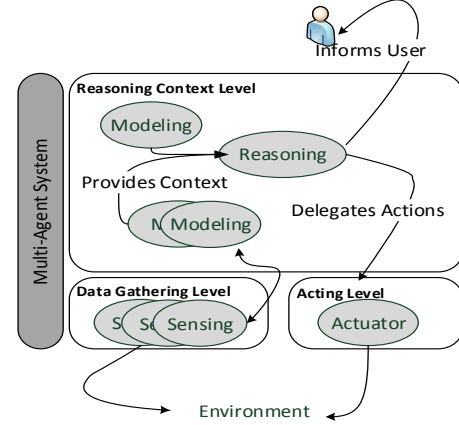 Informs User
Reasoning Context Level
Modeling
Reasoning
Provides Context
Delegates Actions
M
Modeling
Multi-Agent System
Data Gathering Level
Acting Level
S
Se
Sensing
Actuator
Environment